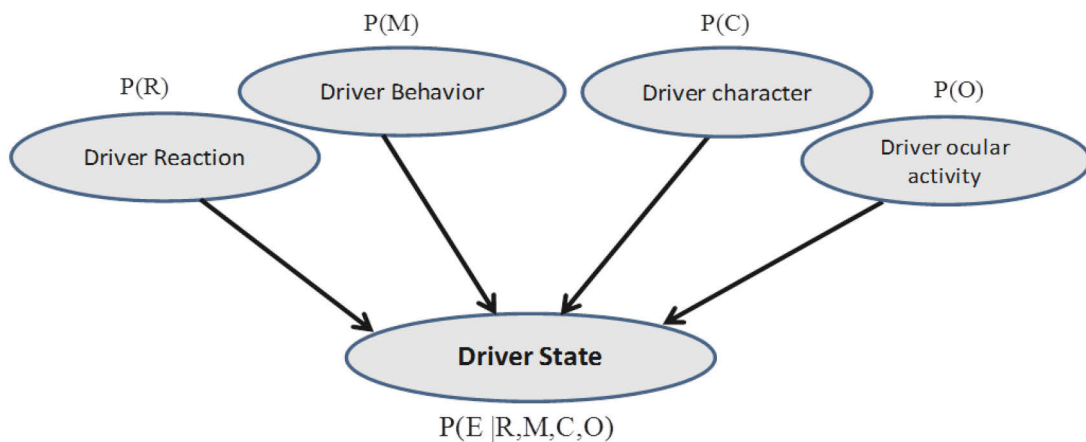 P(M)
P(C)
P(R)
Driver Behavior
Driver character
P(O)
Driver Reaction
Driver ocular
activity
Driver State
P(E |R,M,C,O)